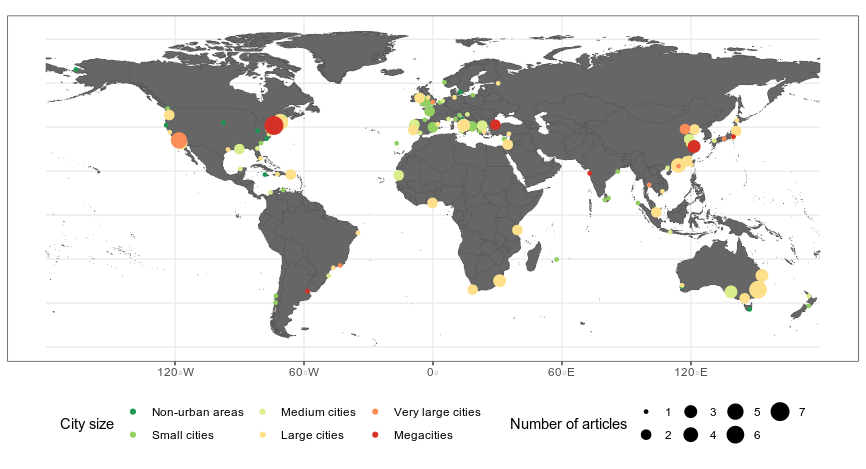 120°W 60°W 0° 60°E 120°E
City size
Non-urban areas Medium cities Very large cities
Small cities Large cities Megacities
Number of articles
1 3 5 7
2 4 6